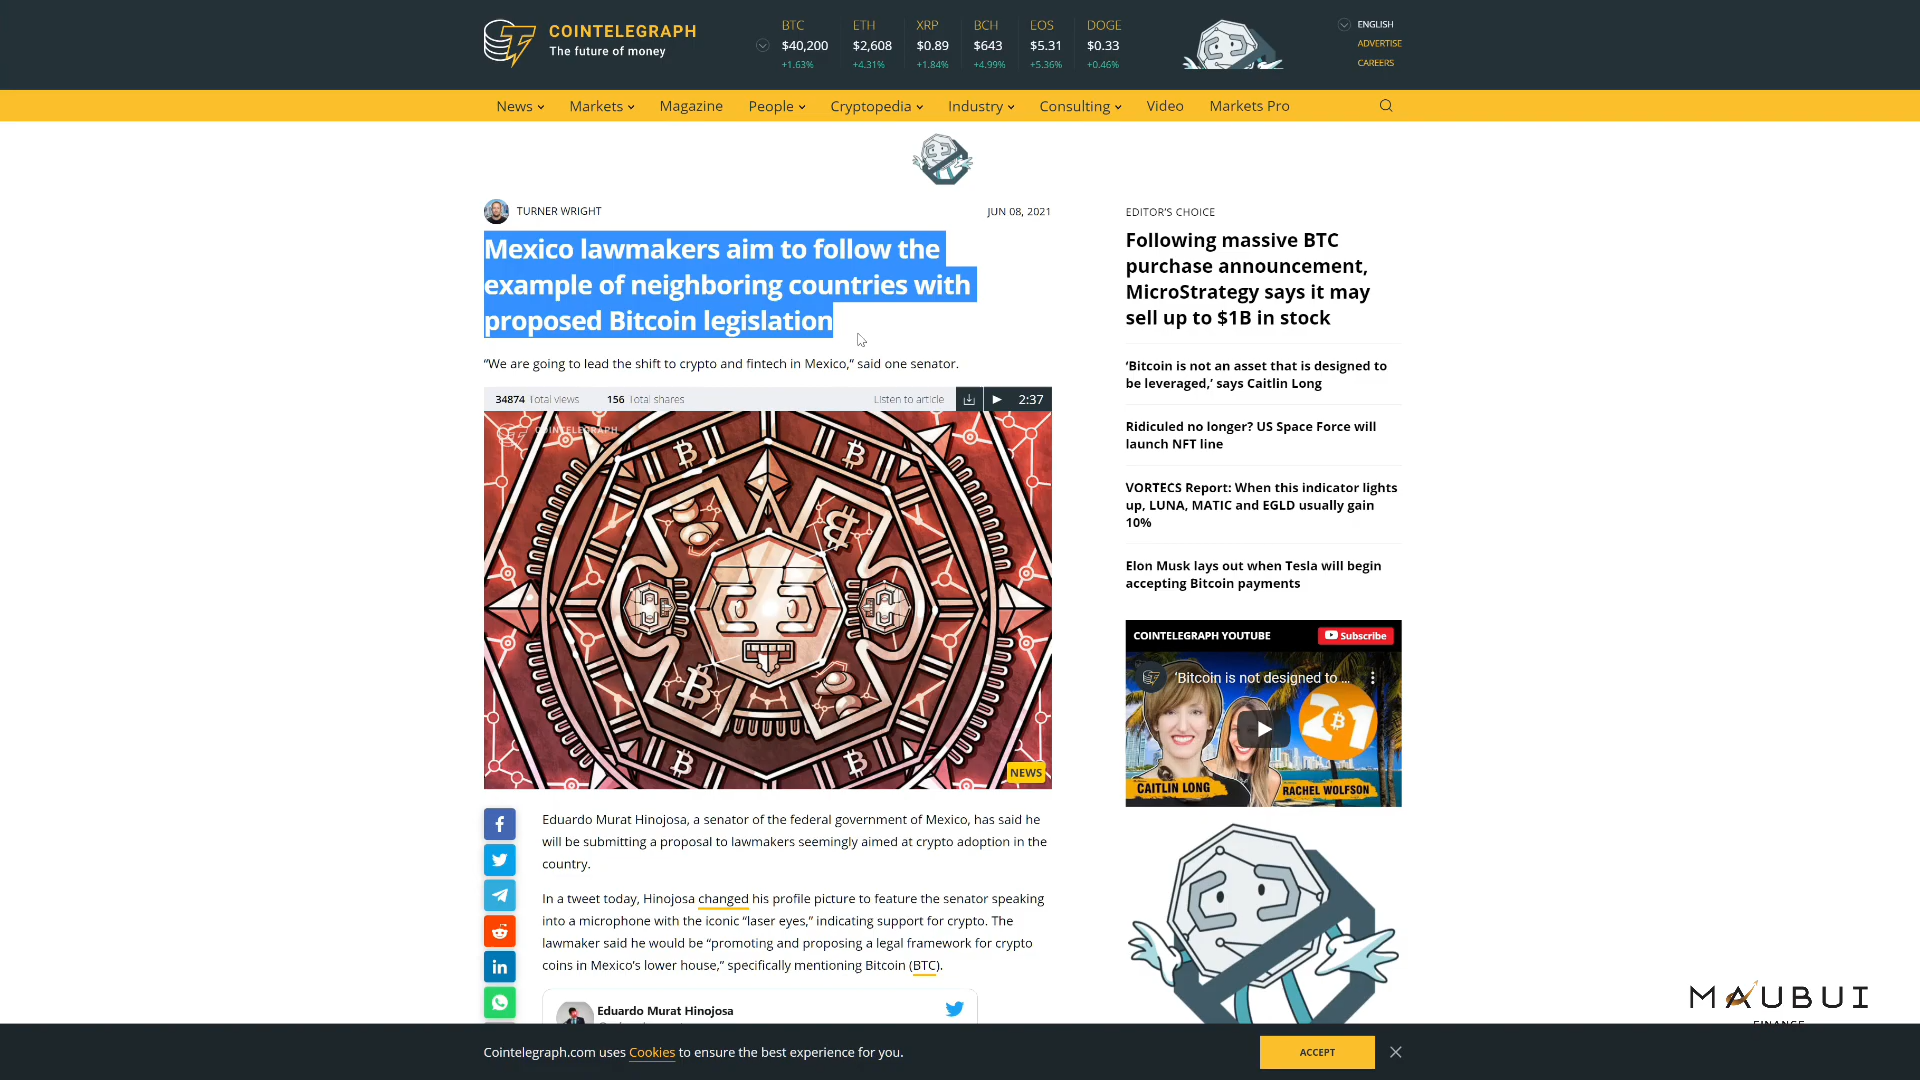 COINTELEGRAPH
The future of money
BTC
$40,200
+1.63%
ETH
$2,608
+4.31%
XRP
$0.89
+1.84%
BCH
$643
+4.99%
EOS
$5.31
+5.36%
DOGE
$0.33
+0.46%
ENGLISH
ADVERTISE
CAREERS
News
Markets
Magazine
People
Cryptopedia
Industry
Consulting
Video
Markets Pro
TURNER WRIGHT
JUN 08, 2021
Mexico lawmakers aim to follow the
example of neighboring countries with
proposed Bitcoin legislation
“We are going to lead the shift to crypto and fintech in Mexico,” said one senator.
34874 Total views
156 Total shares
Listen to article
2:37
COINTELEGRAPH
NEWS
Eduardo Murat Hinojosa, a senator of the federal government of Mexico, has said he
will be submitting a proposal to lawmakers seemingly aimed at crypto adoption in the
country.
In a tweet today, Hinojosa changed his profile picture to feature the senator speaking
into a microphone with the iconic “laser eyes,” indicating support for crypto. The
lawmaker said he would be “promoting and proposing a legal framework for crypto
coins in Mexico's lower house,” specifically mentioning Bitcoin (BTC).
Eduardo Murat Hinojosa
EDITOR’S CHOICE
Following massive BTC
purchase announcement,
MicroStrategy says it may
sell up to $1B in stock
‘Bitcoin is not an asset that is designed to
be leveraged,’ says Caitlin Long
Ridiculed no longer? US Space Force will
launch NFT line
VORTECS Report: When this indicator lights
up, LUNA, MATIC and EGLD usually gain
10%
Elon Musk lays out when Tesla will begin
accepting Bitcoin payments
COINTELEGRAPH YOUTUBE
Subscribe
‘Bitcoin is not designed to ...
21
CAITLIN LONG
RACHEL WOLFSON
MAUBUI
FINANCE
Cointelegraph.com uses Cookies to ensure the best experience for you.
ACCEPT